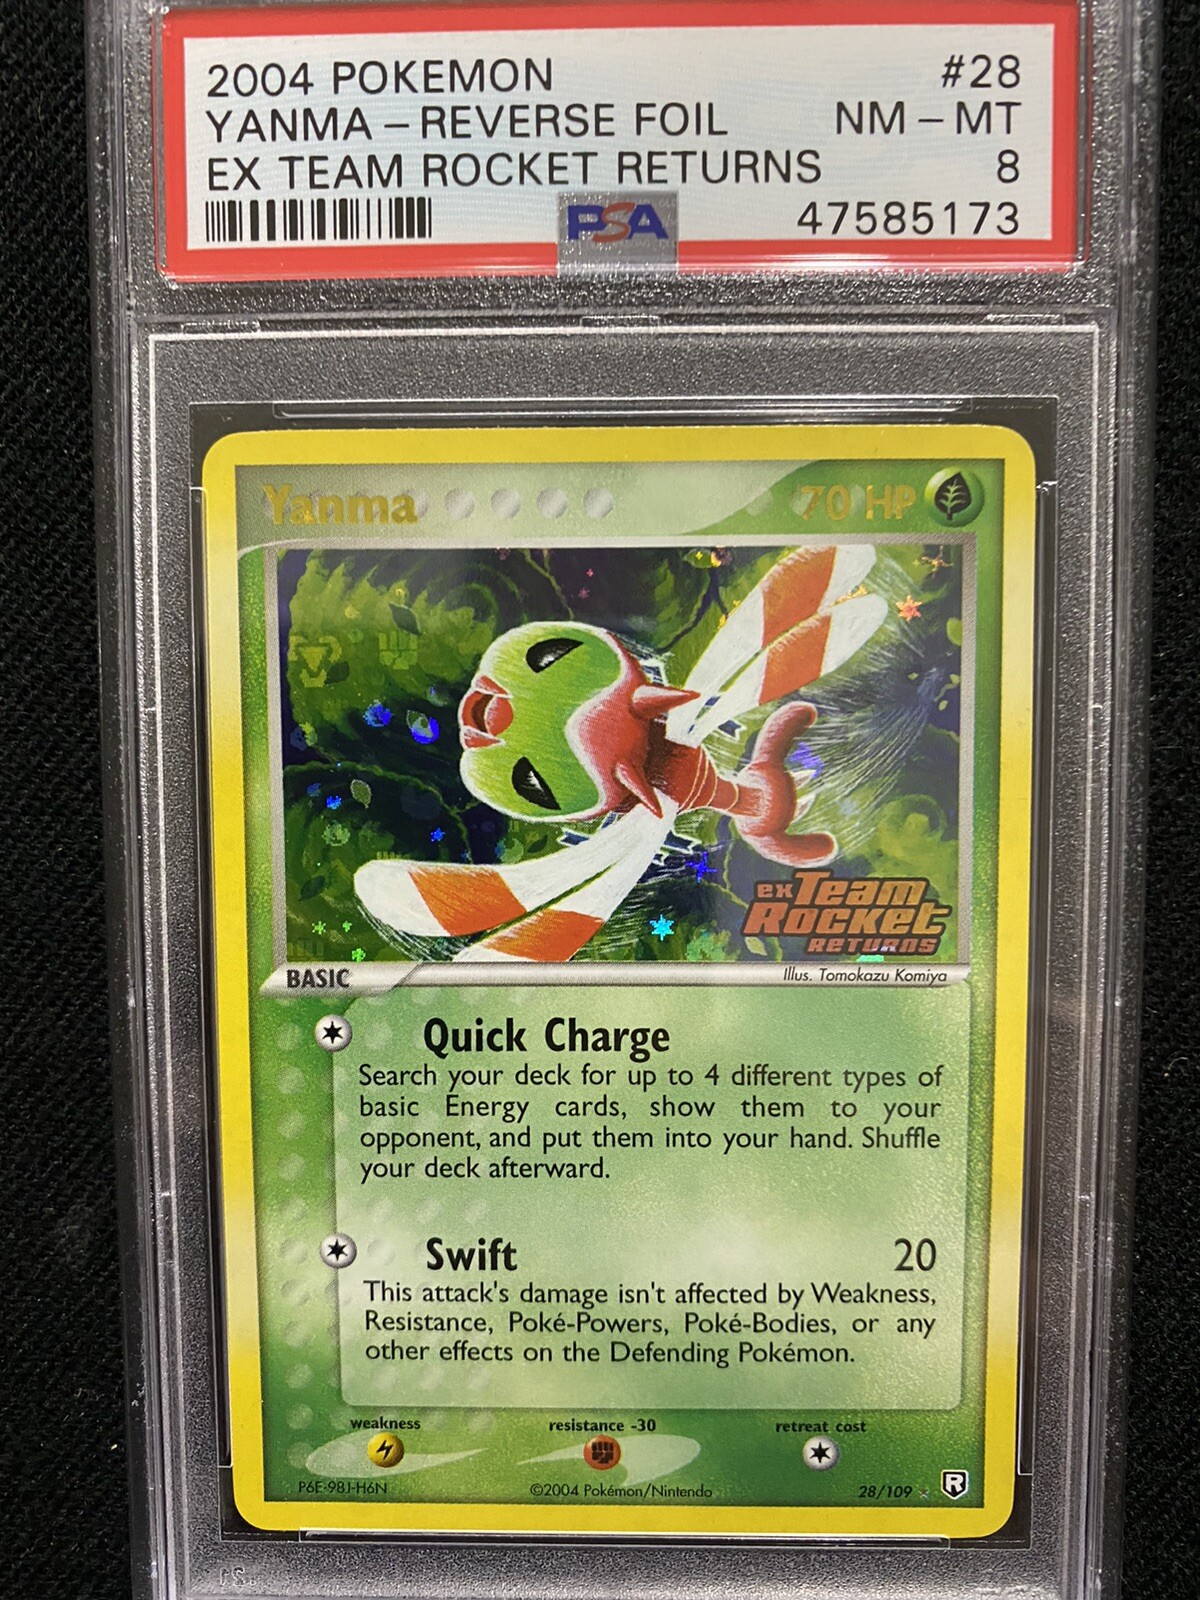 2004 POKEMON #28
YANMA - REVERSE FOIL NM - MT
EX TEAM ROCKET RETURNS 8
PSA 47585173
Yanma 70 HP
ex Team
Rocket
RETURNS
BASIC Illus. Tomokazu Komiya
Quick Charge
Search your deck for up to 4 different types of
basic Energy cards, show them to your
opponent, and put them into your hand. Shuffle
your deck afterward.
Swift 20
This attack's damage isn't affected by Weakness,
Resistance, Poké-Powers, Poké-Bodies, or any
other effects on the Defending Pokémon.
weakness resistance -30 retreat cost
P6E-98J-H6N ©2004 Pokémon/Nintendo 28/109 R